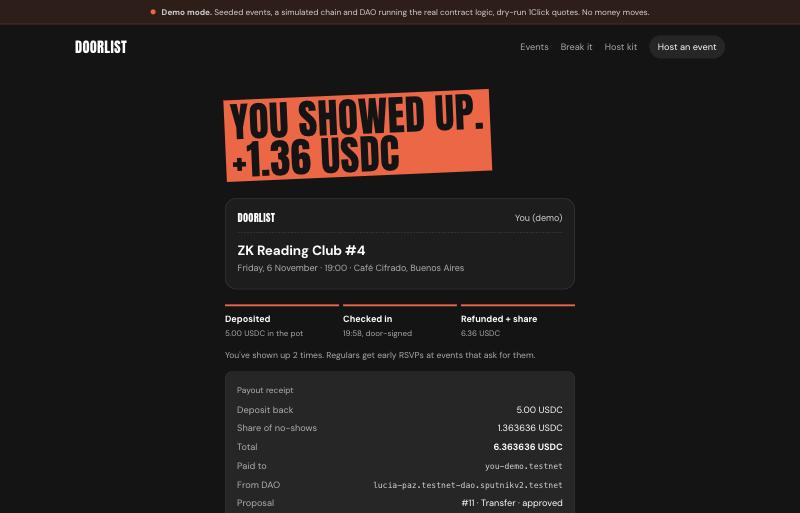 Demo mode. Seeded events, a simulated chain and DAO running the real contract logic, dry-run 1Click quotes. No money moves.
DOORLIST
Events Break it Host kit Host an event
YOU SHOWED UP.
+1.36 USDC
DOORLIST You (demo)
ZK Reading Club #4
Friday, 6 November · 19:00 · Café Cifrado, Buenos Aires
Deposited Checked in Refunded + share
5.00 USDC in the pot 19:58, door-signed 6.36 USDC
You've shown up 2 times. Regulars get early RSVPs at events that ask for them.
Payout receipt
Deposit back 5.00 USDC
Share of no-shows 1.363636 USDC
Total 6.363636 USDC
Paid to you-demo.testnet
From DAO lucia-paz.testnet-dao.sputnikv2.testnet
Proposal #11 · Transfer · approved